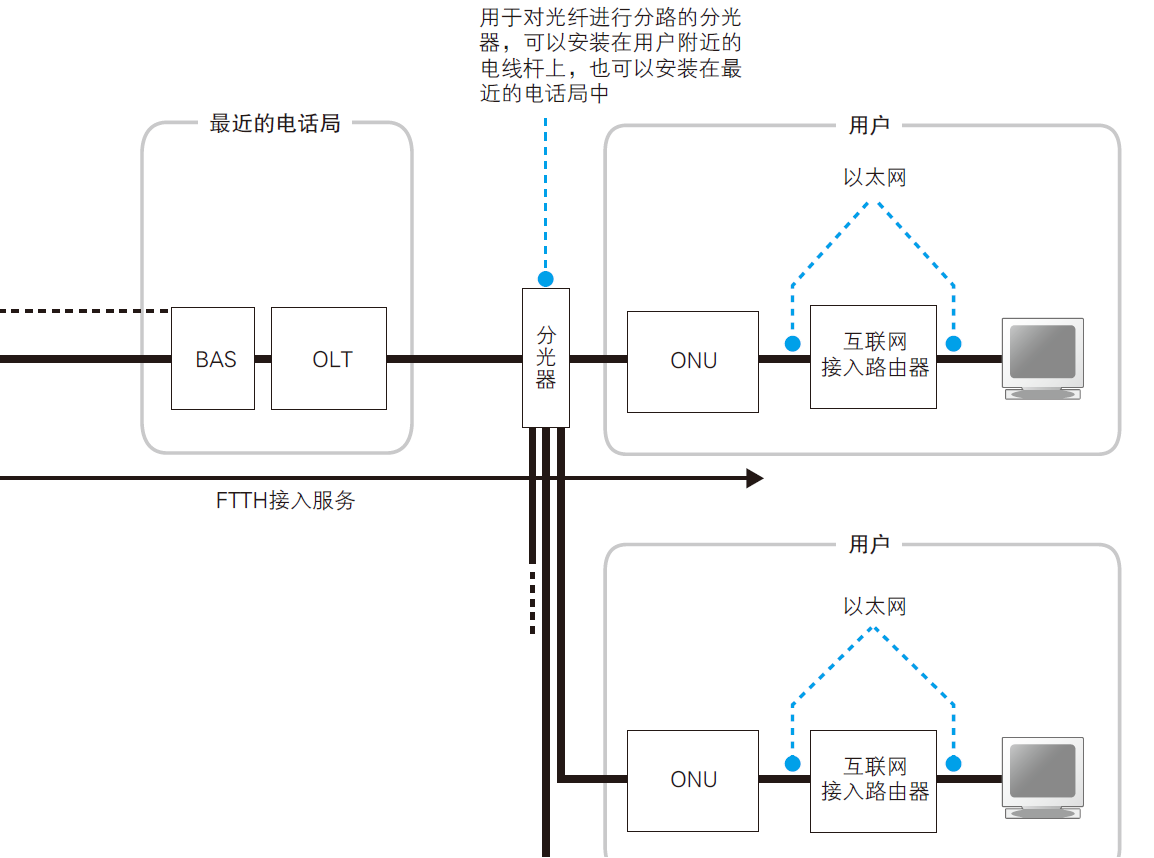 用于对光纤进行分路的分光
器，可以安装在用户附近的
电线杆上，也可以安装在最
近的电话局中
最近的电话局
用户
以太网
BAS
OLT
分
光
器
ONU
互联网
接入路由器
FTTH接入服务
用户
以太网
ONU
互联网
接入路由器